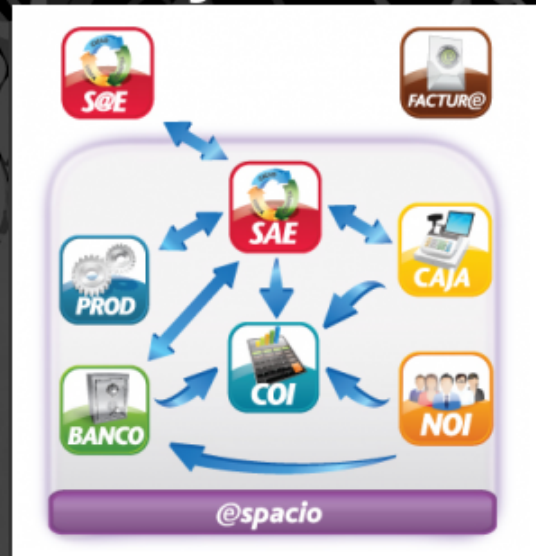 S@E
FACTUR@
SAE
PROD
CAJA
BANCO
COI
NOI
@spacio